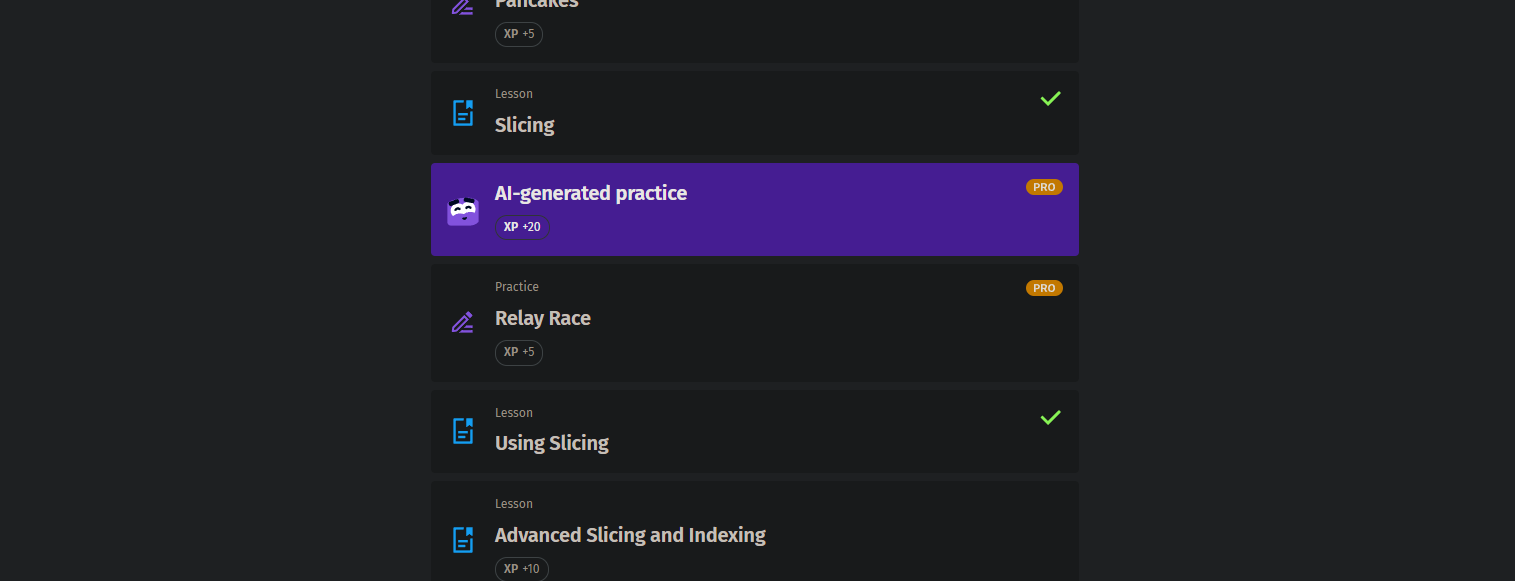 Pancakes
XP +5
Lesson
Slicing
AI-generated practice
PRO
XP +20
Practice
PRO
Relay Race
XP +5
Lesson
Using Slicing
Lesson
Advanced Slicing and Indexing
XP +10